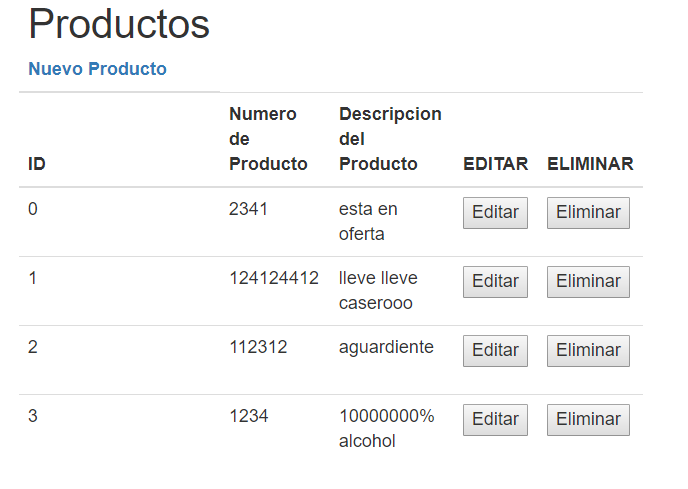 Productos
Nuevo Producto
ID Numero de Producto Descripcion del Producto EDITAR ELIMINAR
0 2341 esta en oferta Editar Eliminar
1 124124412 lleve lleve caserooo Editar Eliminar
2 112312 aguardiente Editar Eliminar
3 1234 10000000% alcohol Editar Eliminar